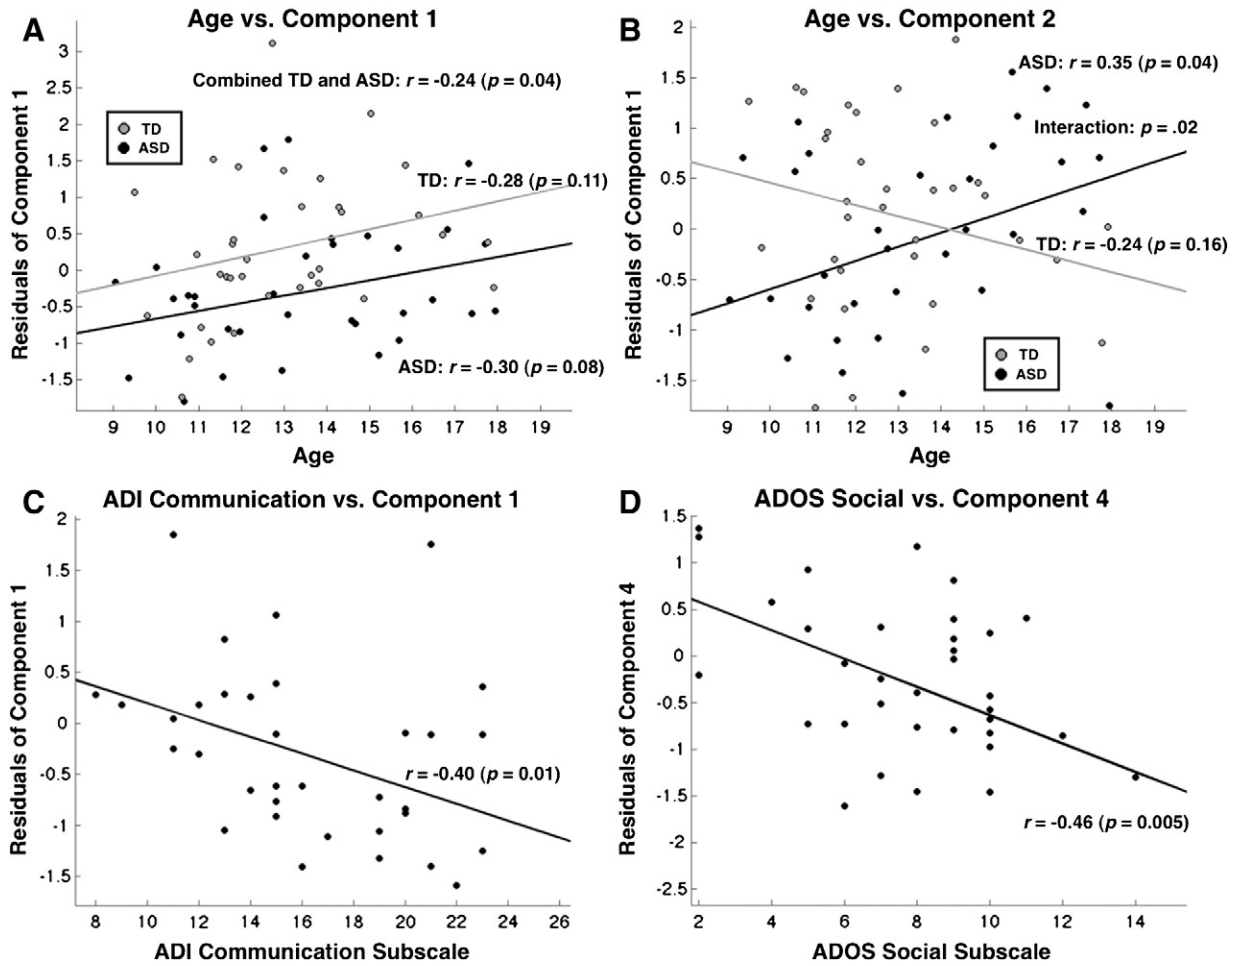 A
Age vs. Component 1
Residuals of Component 1
3
2.5
2
1.5
1
0.5
0
-0.5
-1
-1.5
Combined TD and ASD: r = -0.24 (p = 0.04)
TD
ASD
TD: r = -0.28 (p = 0.11)
ASD: r = -0.30 (p = 0.08)
9 10 11 12 13 14 15 16 17 18 19
Age
B
Age vs. Component 2
Residuals of Component 1
2
1.5
1
0.5
0
-0.5
-1
-1.5
ASD: r = 0.35 (p = 0.04)
Interaction: p = .02
TD: r = -0.24 (p = 0.16)
TD
ASD
9 10 11 12 13 14 15 16 17 18 19
Age
C
ADI Communication vs. Component 1
Residuals of Component 1
2
1.5
1
0.5
0
-0.5
-1
-1.5
r = -0.40 (p = 0.01)
8 10 12 14 16 18 20 22 24 26
ADI Communication Subscale
D
ADOS Social vs. Component 4
Residuals of Component 4
1.5
1
0.5
0
-0.5
-1
-1.5
-2
-2.5
r = -0.46 (p = 0.005)
2 4 6 8 10 12 14
ADOS Social Subscale